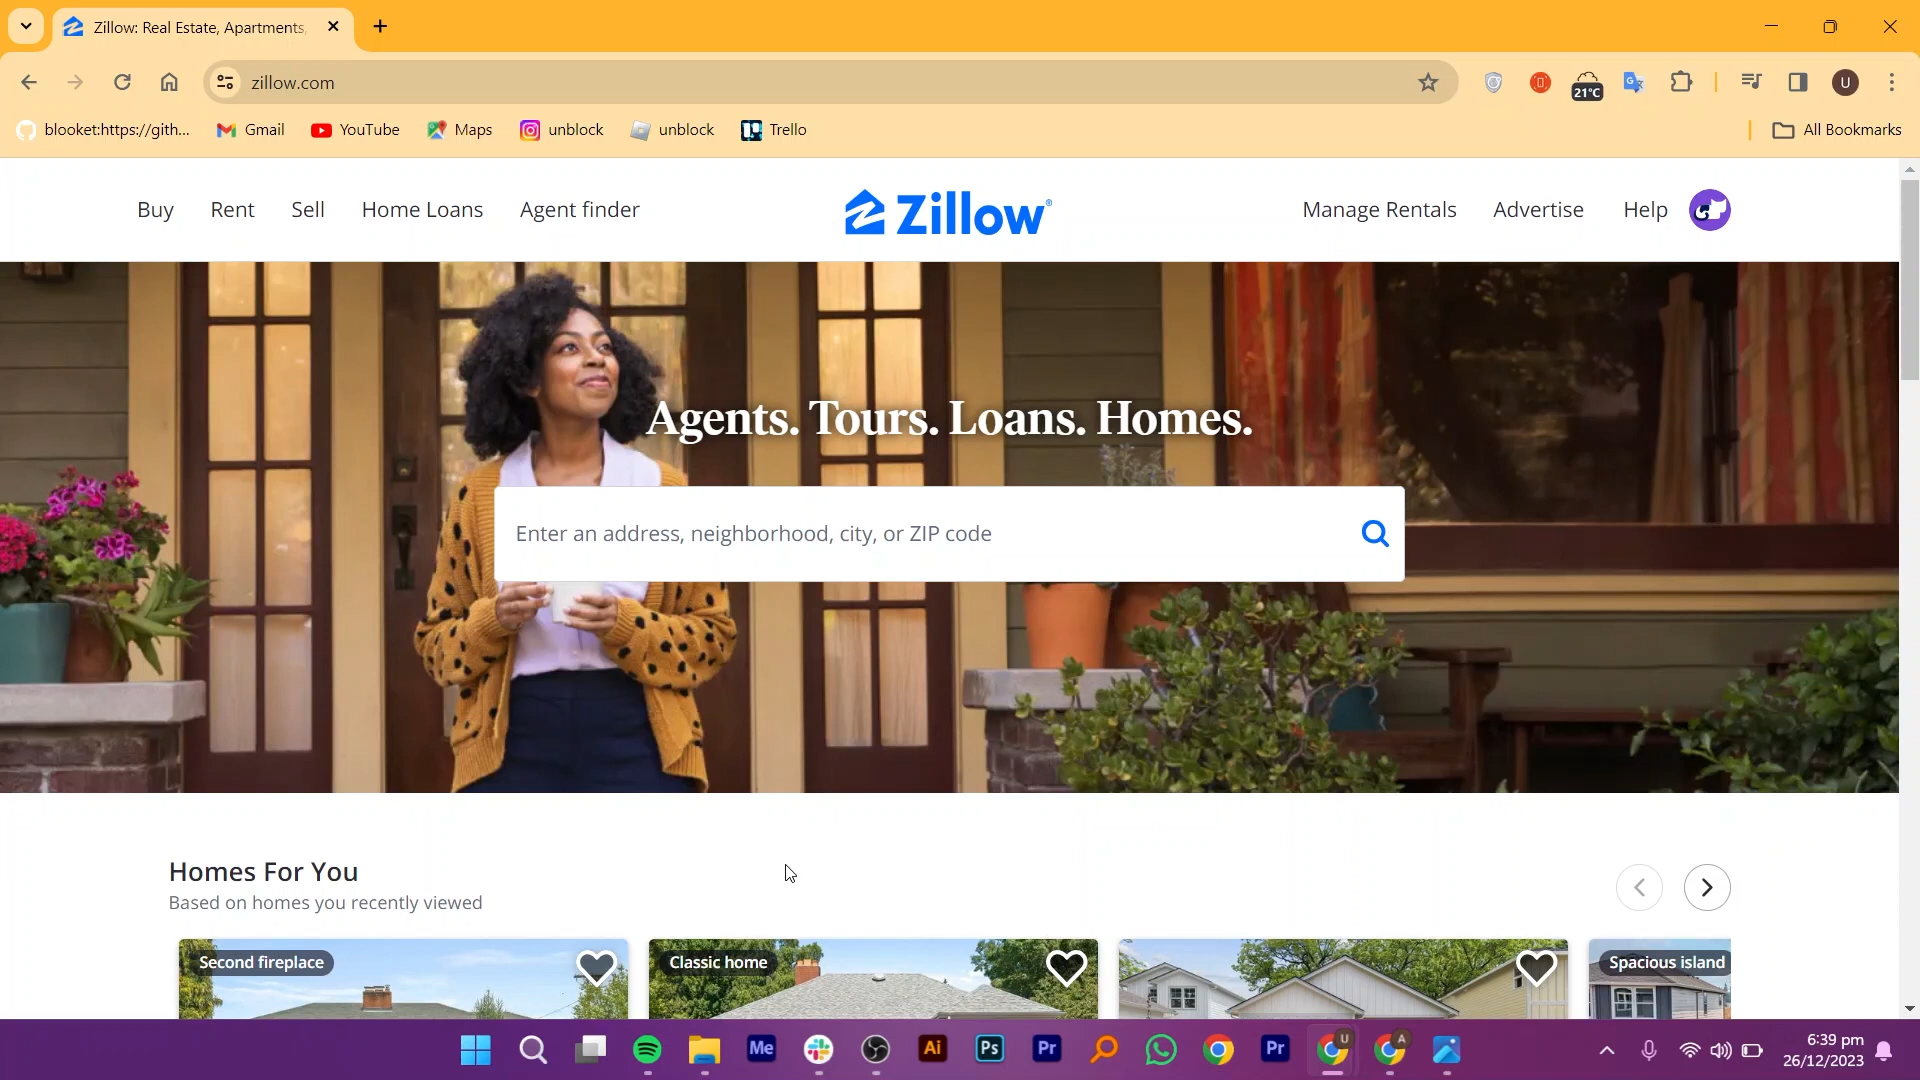 Zillow: Real Estate, Apartments,
zillow.com
21°C
U
blooket:https://gith...
Gmail
YouTube
Maps
unblock
unblock
Trello
All Bookmarks
Buy
Rent
Sell
Home Loans
Agent finder
Zillow
Manage Rentals
Advertise
Help
Agents. Tours. Loans. Homes.
Enter an address, neighborhood, city, or ZIP code
Homes For You
Based on homes you recently viewed
Second fireplace
Classic home
Spacious island
Me
Ai
Ps
Pr
Pr
U
A
6:39 pm
26/12/2023